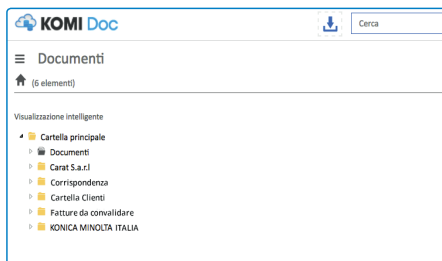 KOMI Doc
Cerca
Documenti
(6 elementi)
Visualizzazione intelligente
Cartella principale
Documenti
Carat S.a.r.l
Corrispondenza
Cartella Clienti
Fatture da convalidare
KONICA MINOLTA ITALIA